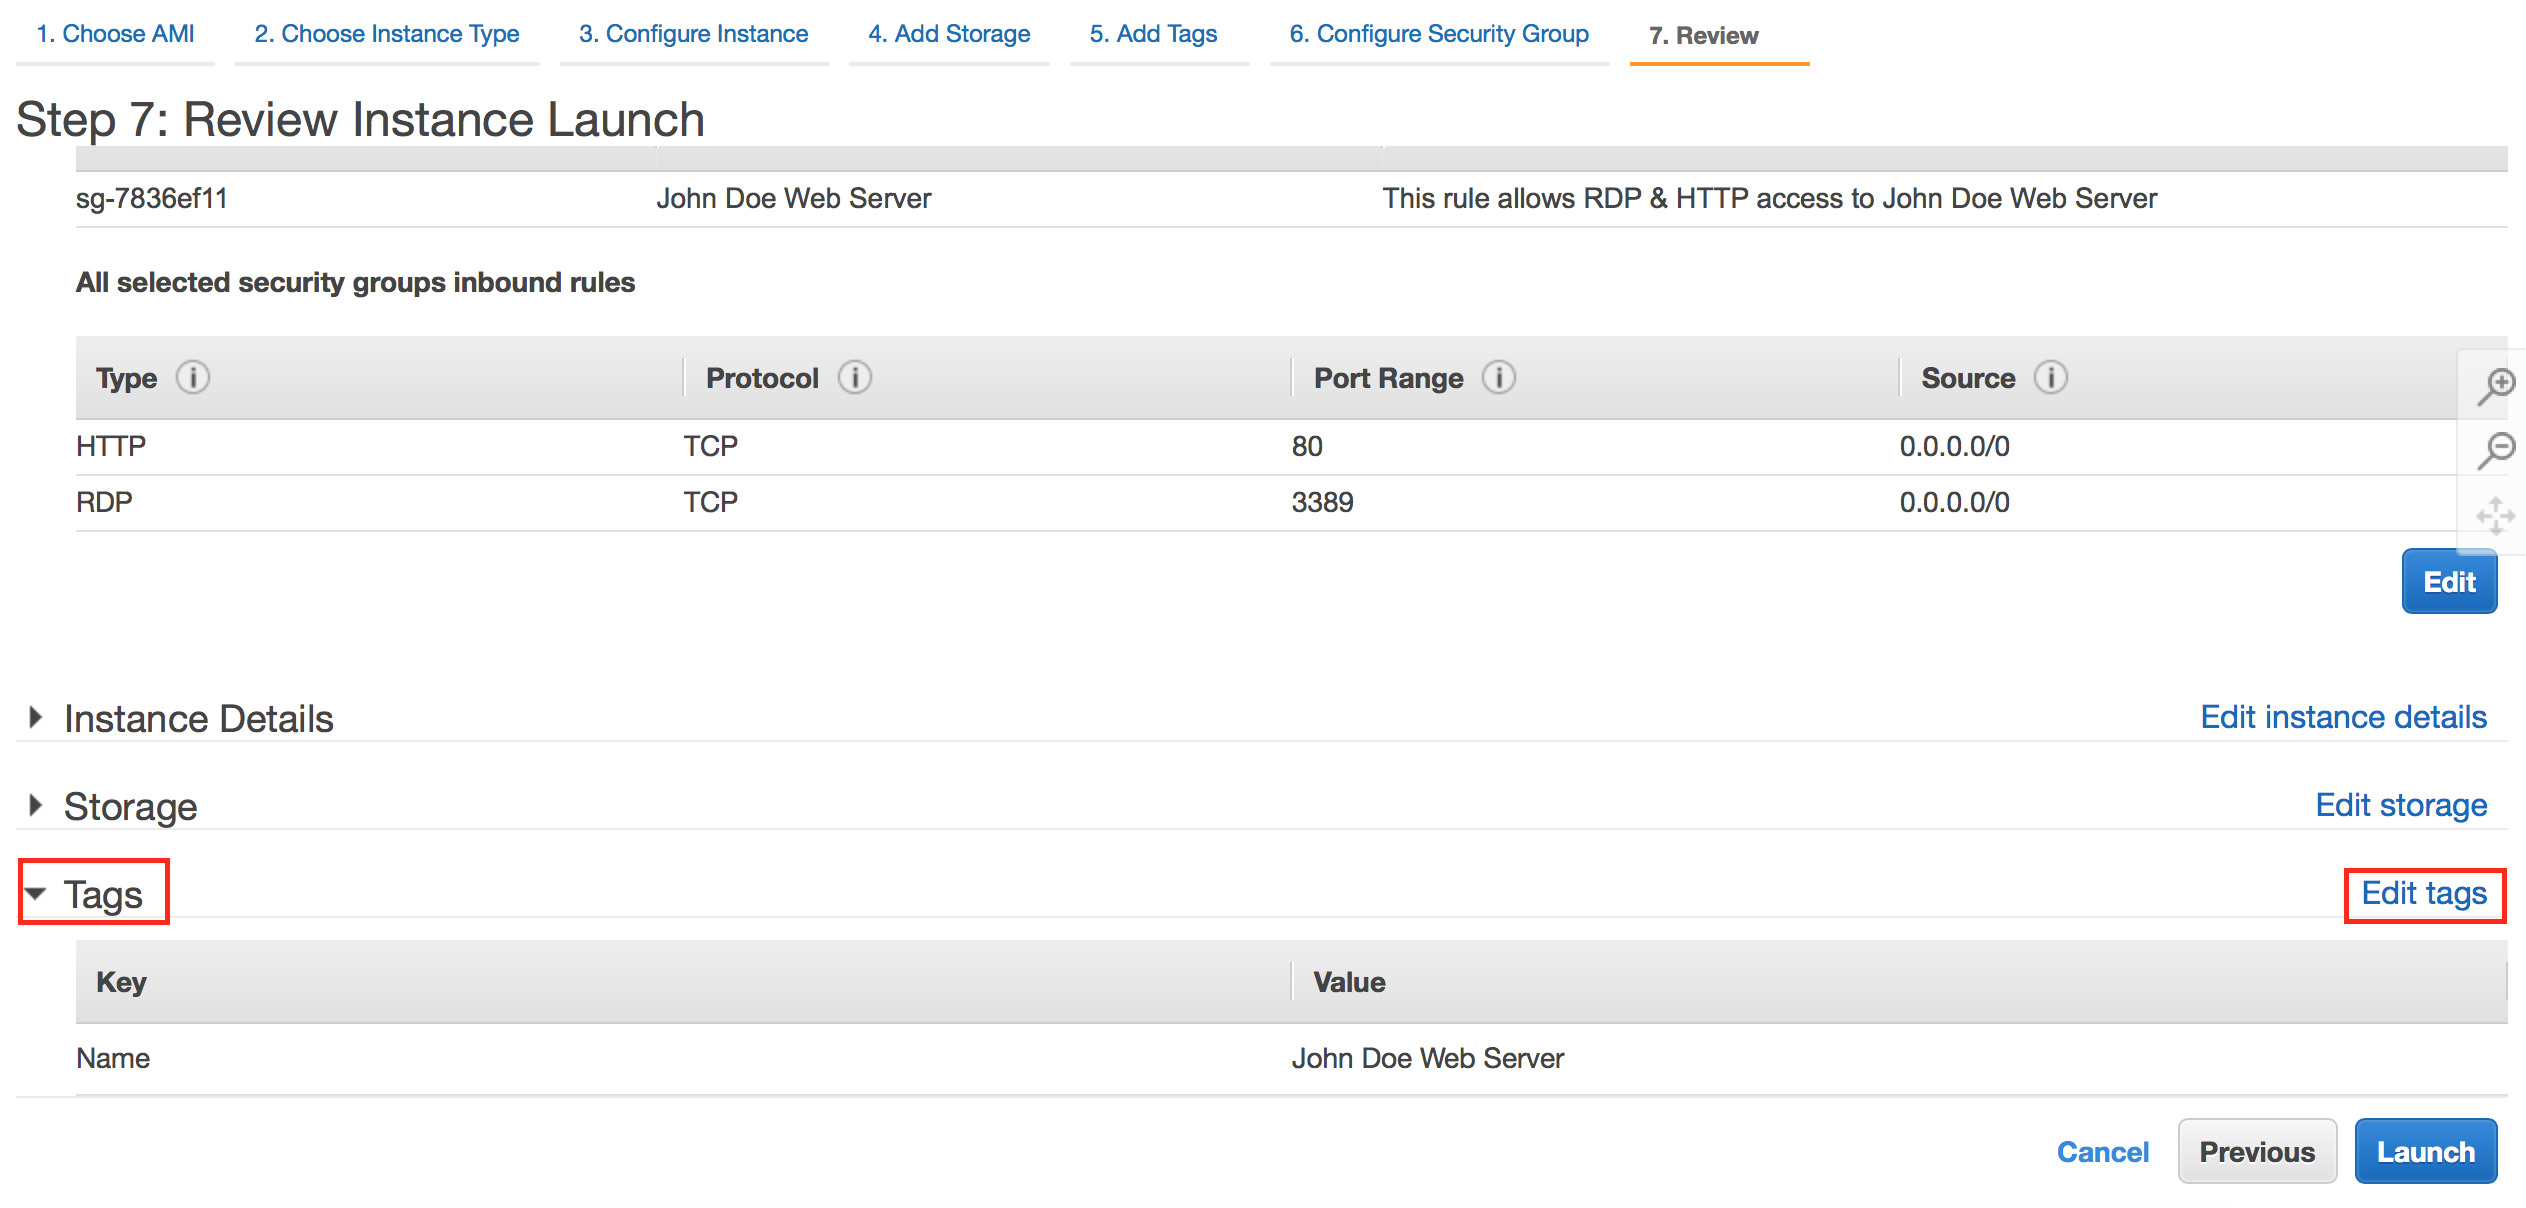 1. Choose AMI 2. Choose Instance Type 3. Configure Instance 4. Add Storage 5. Add Tags 6. Configure Security Group 7. Review
Step 7: Review Instance Launch
sg-7836ef11 John Doe Web Server This rule allows RDP & HTTP access to John Doe Web Server
All selected security groups inbound rules
Type i Protocol i Port Range i Source i
HTTP TCP 80 0.0.0.0/0
RDP TCP 3389 0.0.0.0/0
Edit
Instance Details Edit instance details
Storage Edit storage
Tags Edit tags
Key Value
Name John Doe Web Server
Cancel Previous Launch